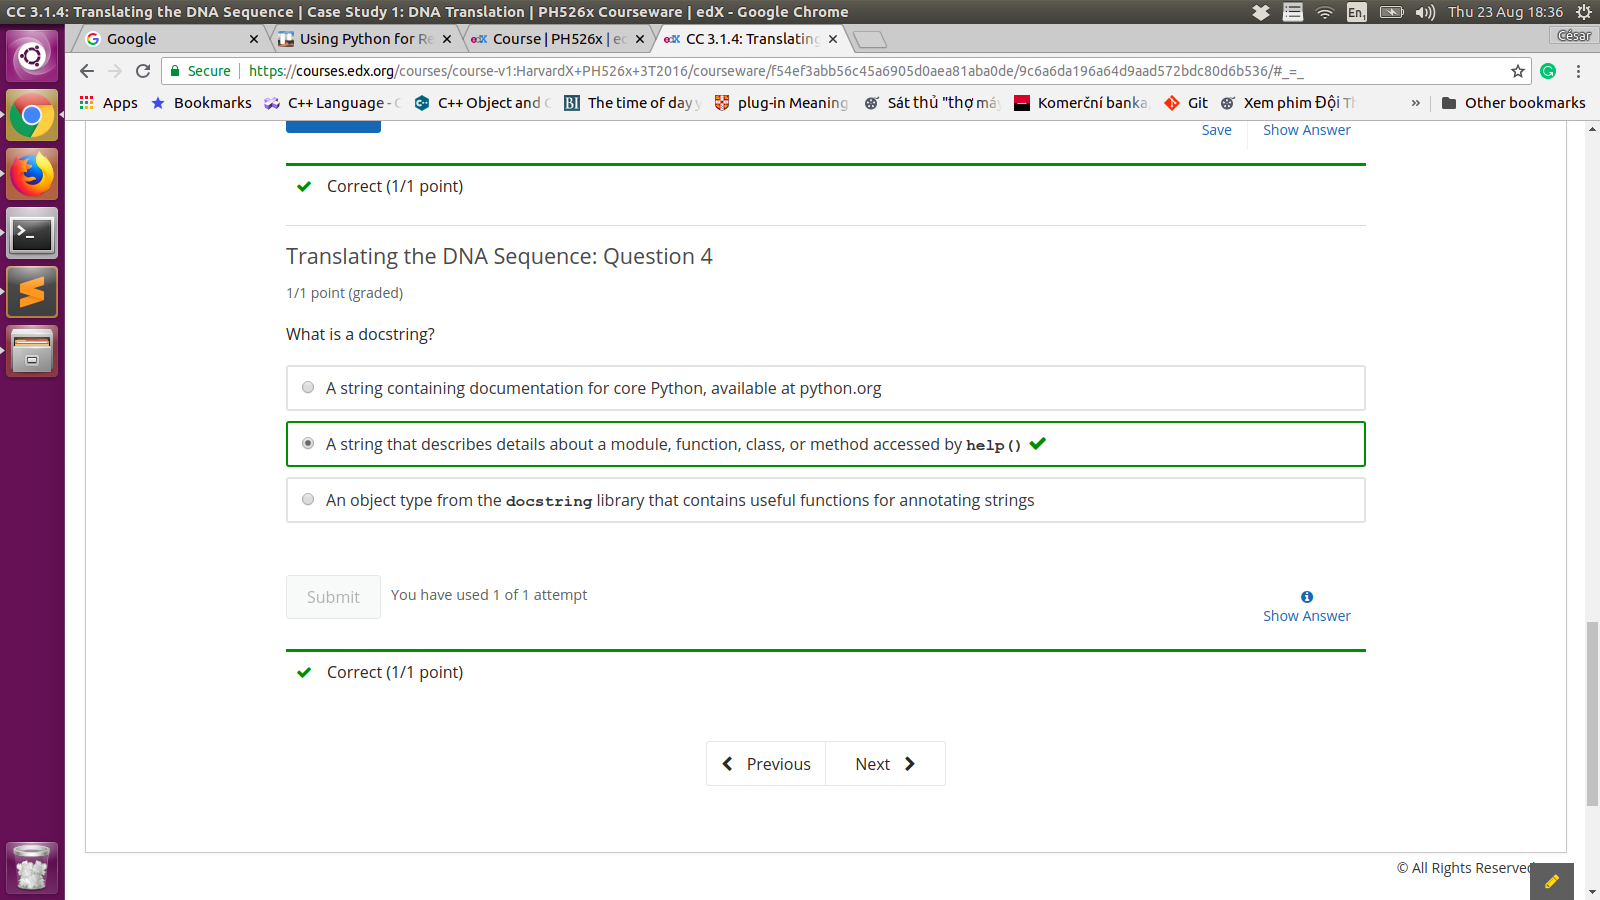 CC 3.1.4: Translating the DNA Sequence | Case Study 1: DNA Translation | PH526x Courseware | edX - Google Chrome
En1 Thu 23 Aug 18:36
Google Using Python for Re Course | PH526x | ed CC 3.1.4: Translating César
Secure https://courses.edx.org/courses/course-v1:HarvardX+PH526x+3T2016/courseware/f54ef3abb56c45a6905d0aea81aba0de/9c6a6da196a64d9aad572bdc80d6b536/#_=_
Apps Bookmarks C++ Language - C++ Object and The time of day plug-in Meaning Sát thủ "thợ má Komerční banka Git Xem phim Đội » Other bookmarks
Save Show Answer
Correct (1/1 point)
Translating the DNA Sequence: Question 4
1/1 point (graded)
What is a docstring?
A string containing documentation for core Python, available at python.org
A string that describes details about a module, function, class, or method accessed by help()
An object type from the docstring library that contains useful functions for annotating strings
Submit You have used 1 of 1 attempt
Show Answer
Correct (1/1 point)
Previous Next
© All Rights Reserved